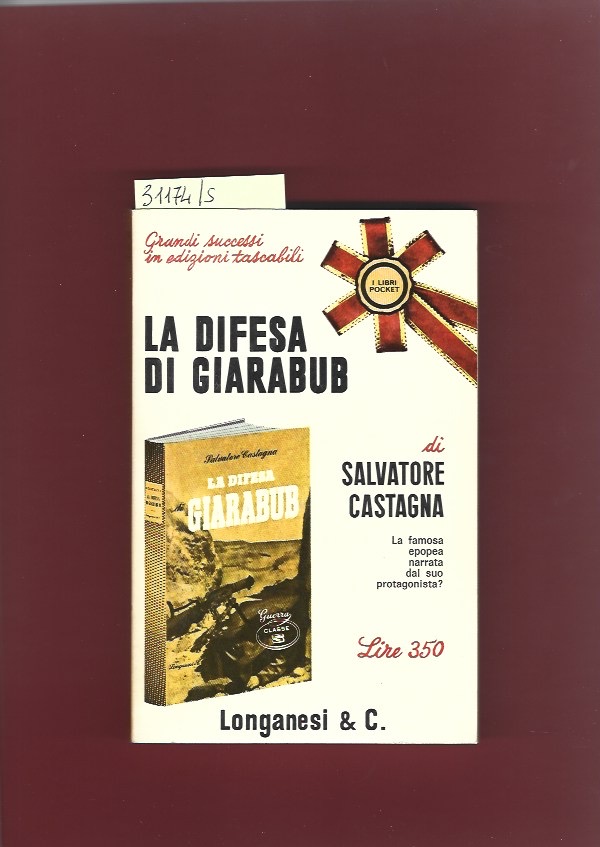 31174/S
Grandi successi
in edizioni tascabili
I LIBRI
POCKET
LA DIFESA
DI GIARABUB
di
SALVATORE
CASTAGNA
La famosa
epopea
narrata
dal suo
protagonista?
Lire 350
Salvatore Castagna
LA DIFESA
di
GIARABUB
Guerra
CLASSE
S
Longanesi & C.